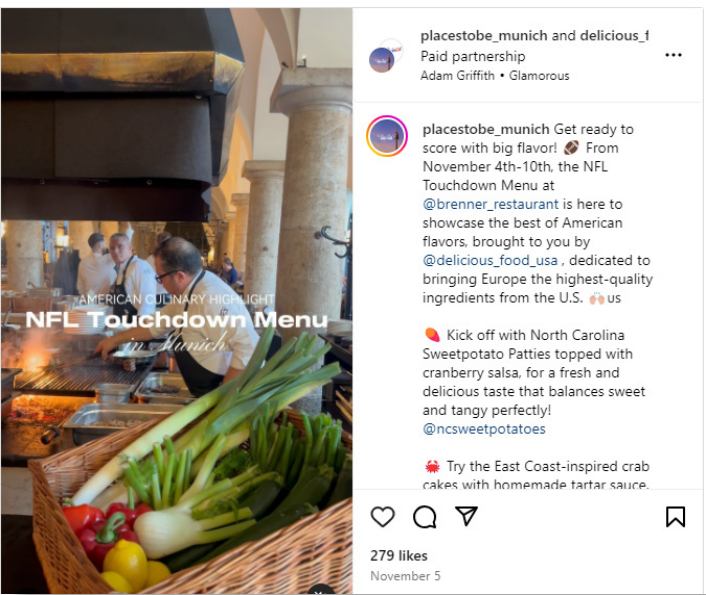 AMERICAN CULINARY HIGHLIGHT
NFL Touchdown Menu
in Munich
placestobe_munich and delicious_f
Paid partnership
Adam Griffith • Glamorous
placestobe_munich Get ready to
score with big flavor! 🏈 From
November 4th-10th, the NFL
Touchdown Menu at
@brenner_restaurant is here to
showcase the best of American
flavors, brought to you by
@delicious_food_usa , dedicated to
bringing Europe the highest-quality
ingredients from the U.S. 🙌🏻us
🍠 Kick off with North Carolina
Sweetpotato Patties topped with
cranberry salsa, for a fresh and
delicious taste that balances sweet
and tangy perfectly!
@ncsweetpotatoes
🦀 Try the East Coast-inspired crab
cakes with homemade tartar sauce,
279 likes
November 5